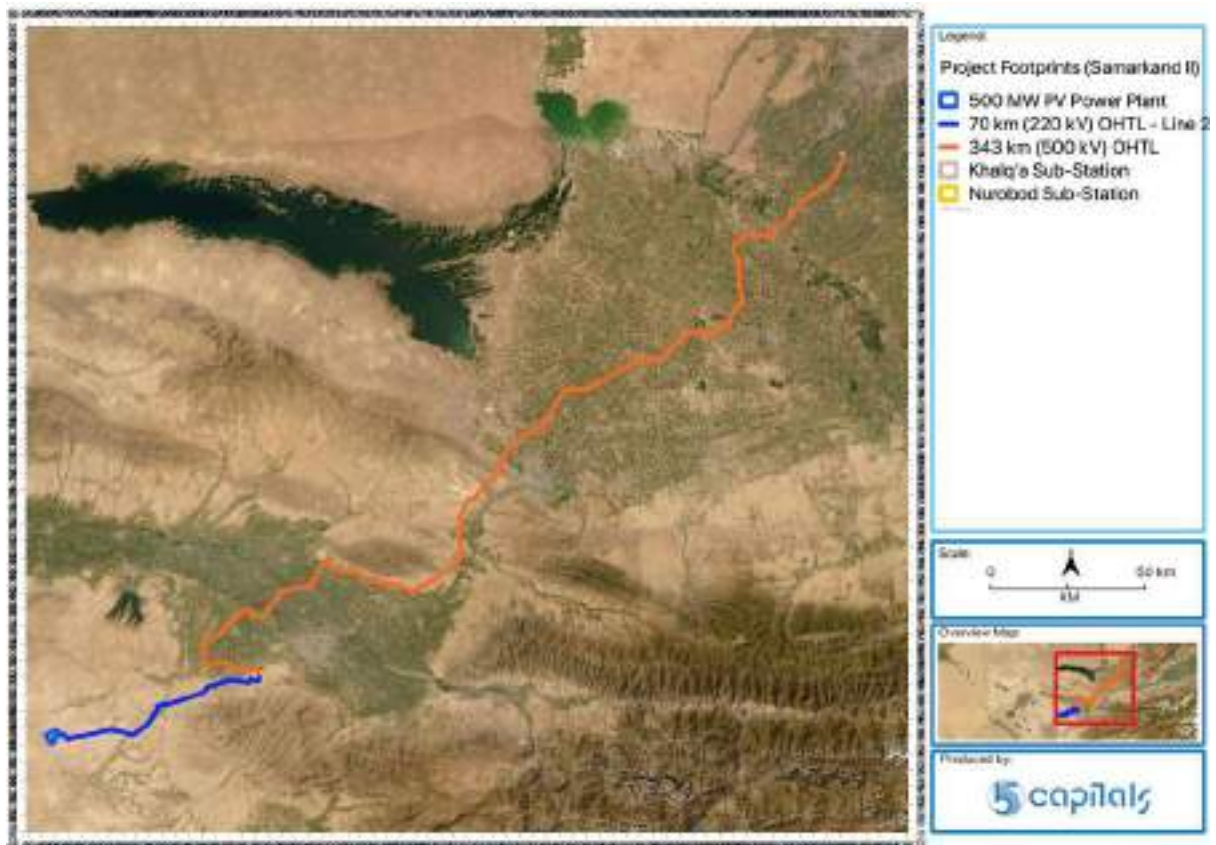 Legend
Project Footprints (Samarkand II)
500 MW PV Power Plant
70 km (220 kV) OHTL - Line 2
343 km (500 kV) OHTL
Khalq'a Sub-Station
Nurobod Sub-Station
Scale
0 50 km
KM
Overview Map
Produced by:
5 capitals